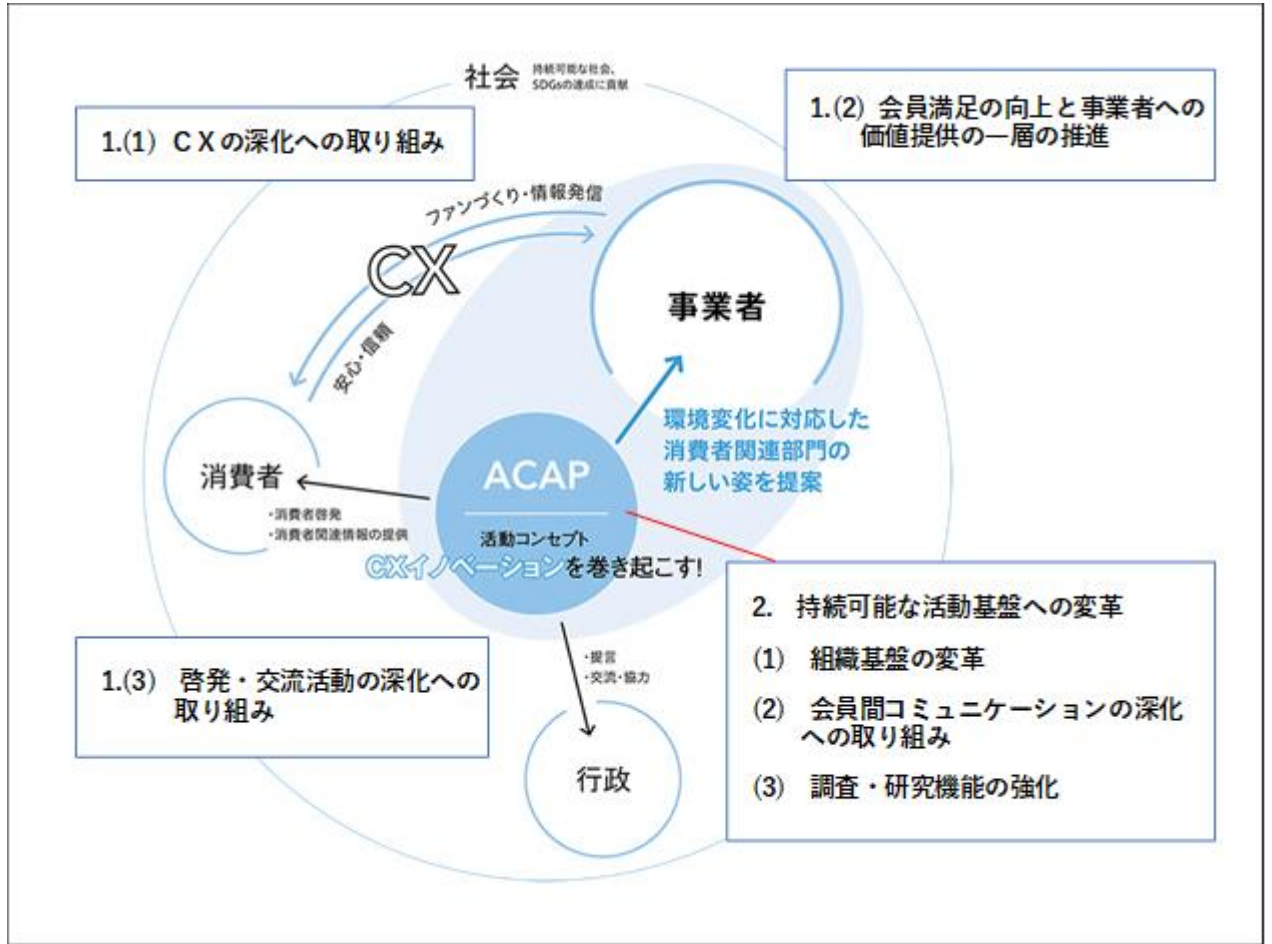 社会 持続可能な社会、
SDGsの達成に貢献
1.(1) ＣＸの深化への取り組み
1.(2) 会員満足の向上と事業者への
価値提供の一層の推進
ファンづくり・情報発信
CX
安心・信頼
事業者
環境変化に対応した
消費者関連部門の
新しい姿を提案
消費者
・消費者啓発
・消費者関連情報の提供
ACAP
活動コンセプト
CXイノベーションを巻き起こす!
1.(3) 啓発・交流活動の深化への
取り組み
・提言
・交流・協力
行政
2. 持続可能な活動基盤への変革
(1) 組織基盤の変革
(2) 会員間コミュニケーションの深化
への取り組み
(3) 調査・研究機能の強化